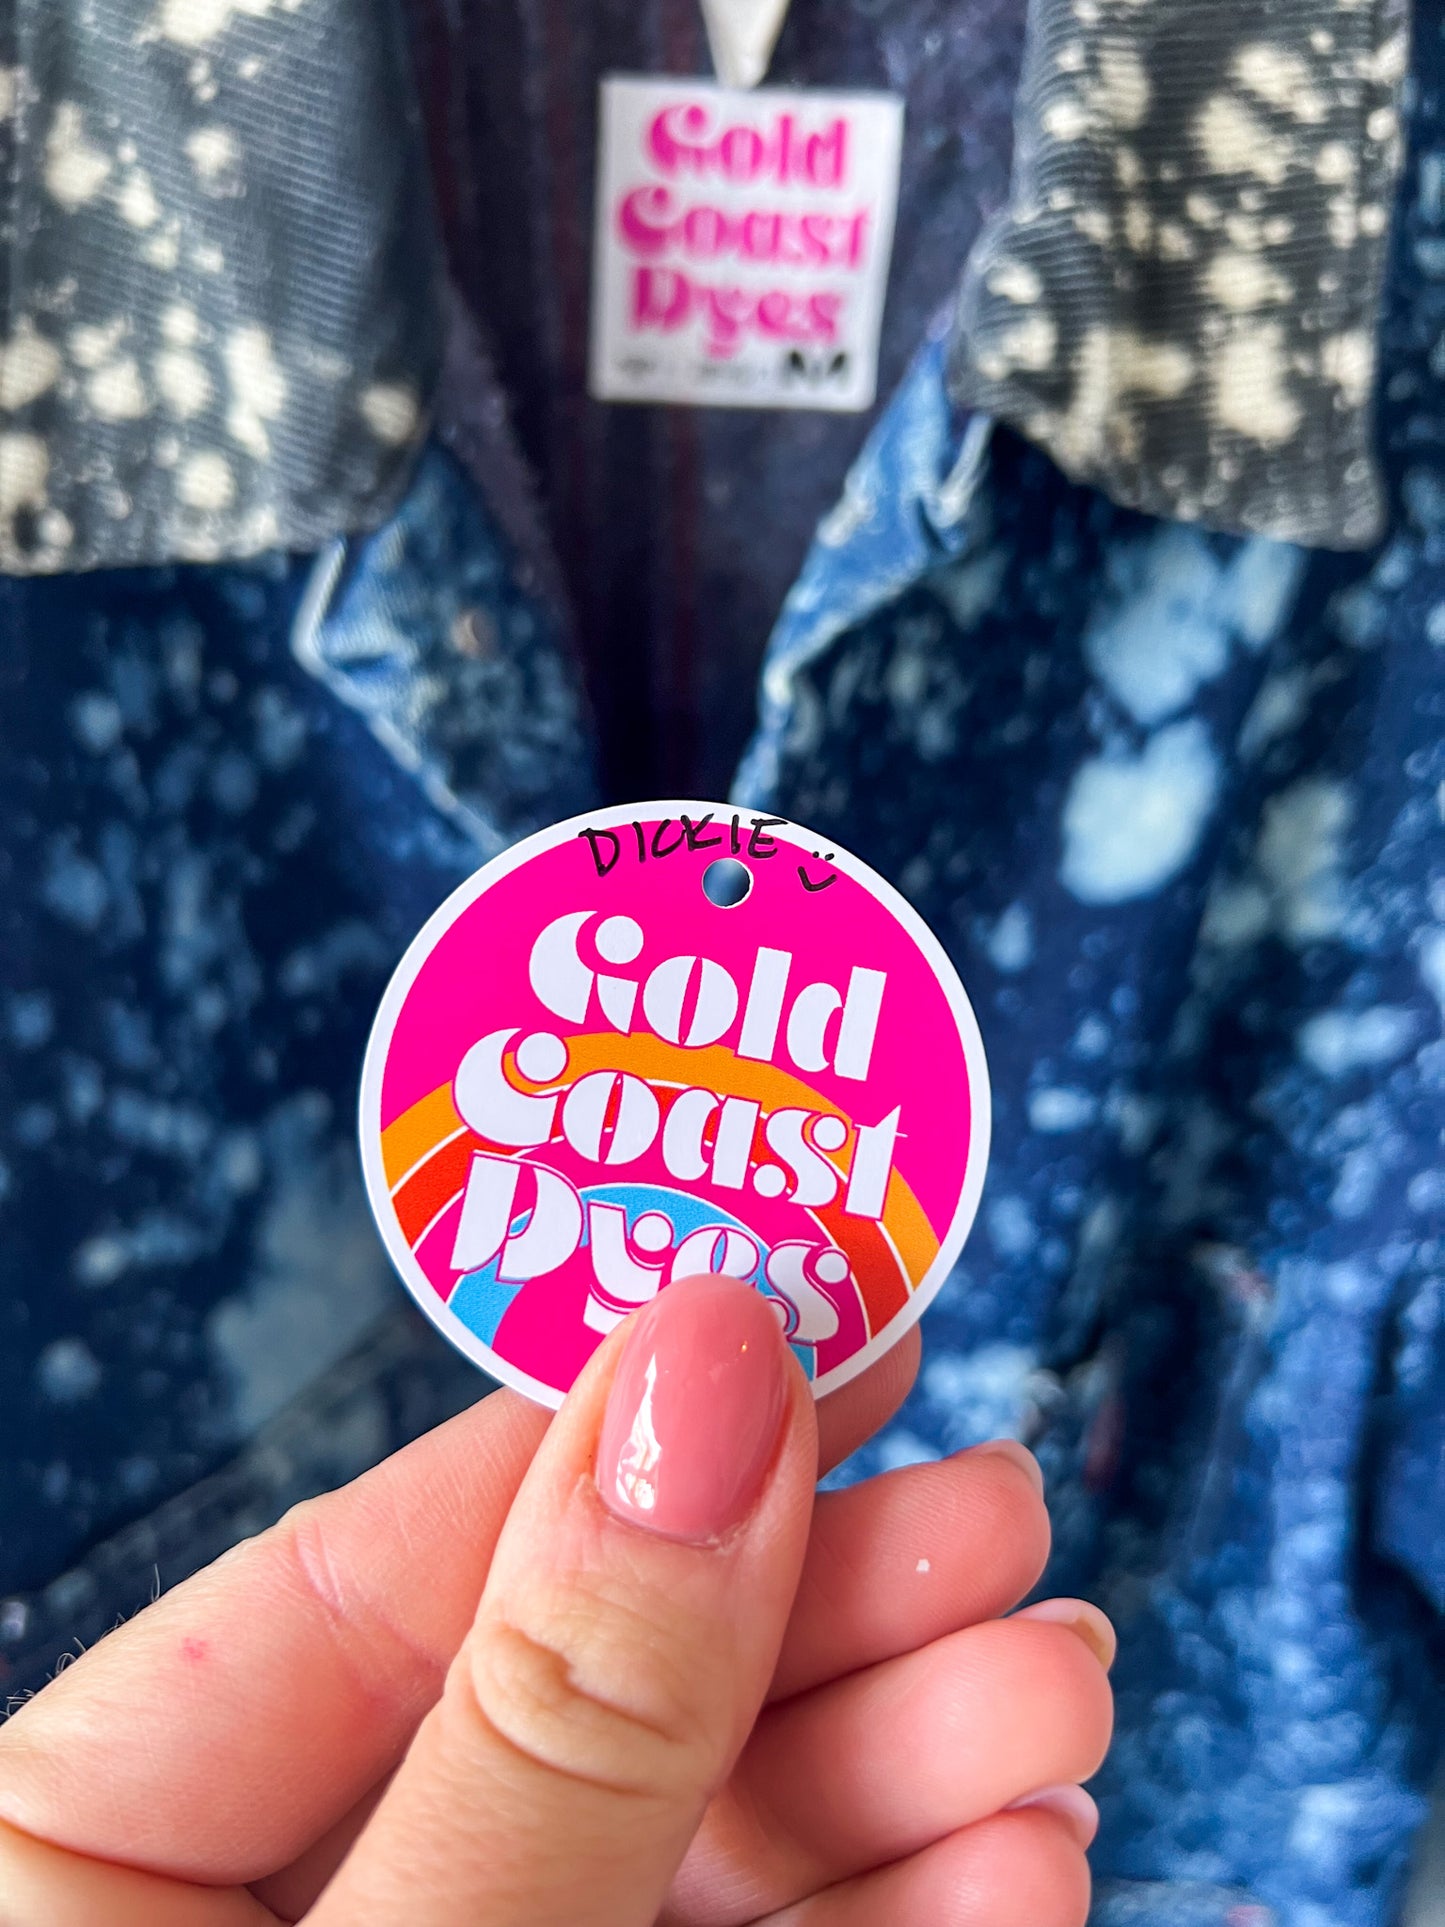 Gold
Coast
Dyes
M
DICKIE
Gold
Coast
Dyes